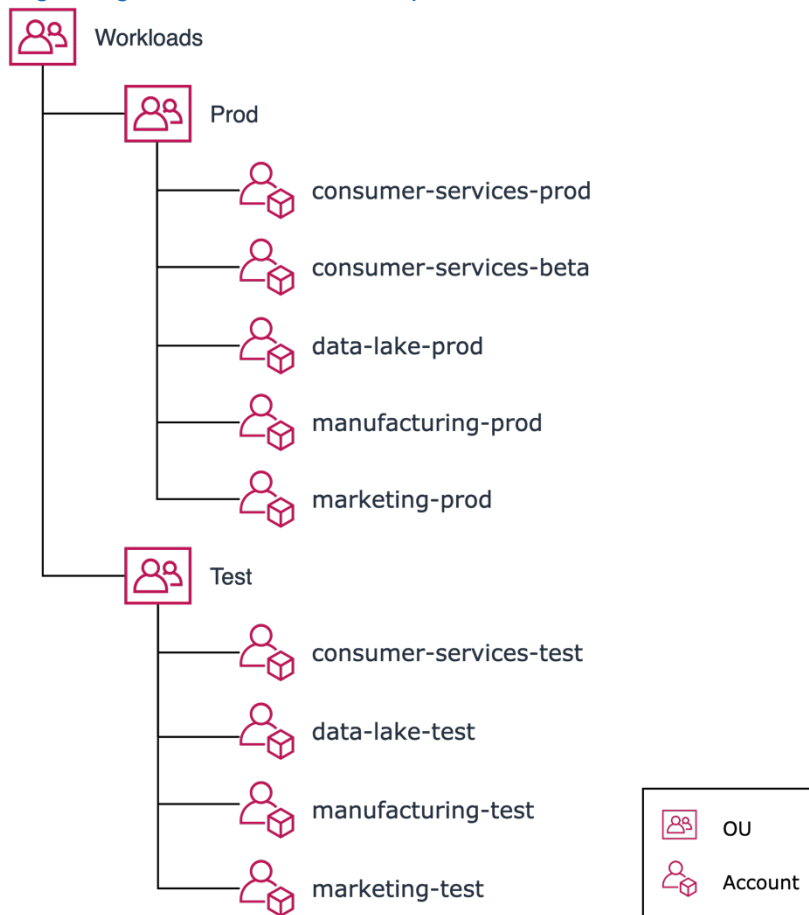 Workloads
Prod
consumer-services-prod
consumer-services-beta
data-lake-prod
manufacturing-prod
marketing-prod
Test
consumer-services-test
data-lake-test
manufacturing-test
marketing-test
OU
Account